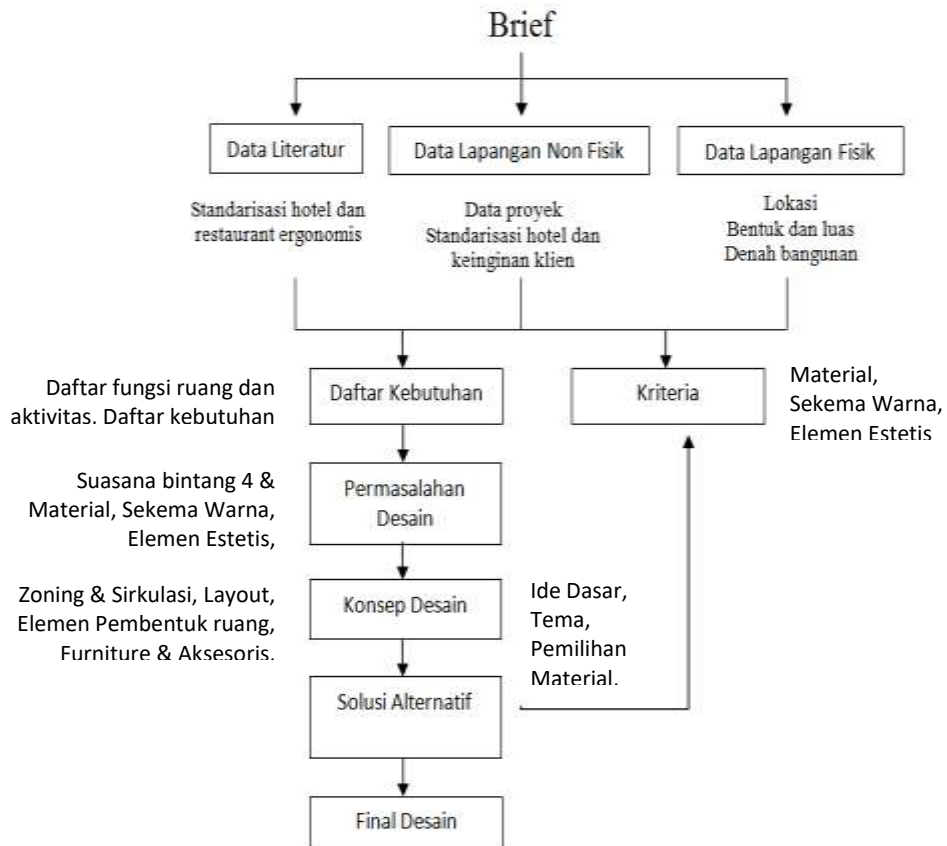 Brief
Data Literatur
Data Lapangan Non Fisik
Data Lapangan Fisik
Standarisasi hotel dan
restaurant ergonomis
Data proyek
Standarisasi hotel dan
keinginan klien
Lokasi
Bentuk dan luas
Denah bangunan
Daftar fungsi ruang dan
aktivitas. Daftar kebutuhan
Daftar Kebutuhan
Kriteria
Material,
Sekema Warna,
Elemen Estetis
Suasana bintang 4 &
Material, Sekema Warna,
Elemen Estetis,
Permasalahan
Desain
Zoning & Sirkulasi, Layout,
Elemen Pembentuk ruang,
Furniture & Aksesoris.
Konsep Desain
Ide Dasar,
Tema,
Pemilihan
Material.
Solusi Alternatif
Final Desain